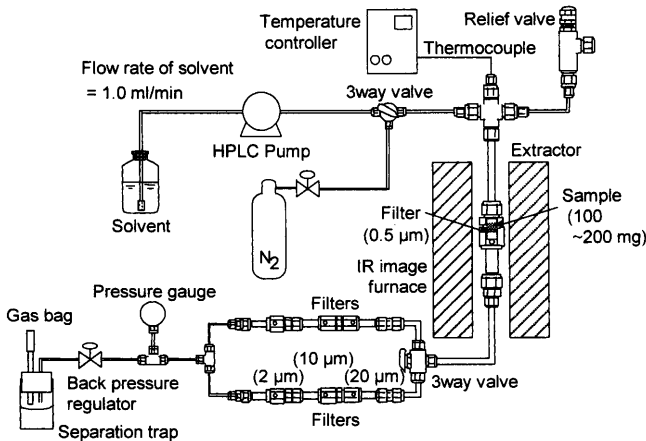 Temperature
controller
Relief valve
Thermocouple
Flow rate of solvent
= 1.0 ml/min
3way valve
HPLC Pump
Solvent
N2
Extractor
Filter
(0.5 µm)
Sample
(100
~200 mg)
IR image
furnace
Pressure gauge
Gas bag
Filters
(10 µm)
(2 µm)
(20 µm)
3way valve
Back pressure
regulator
Filters
Separation trap